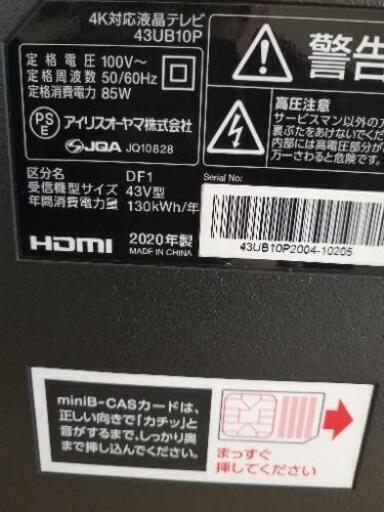 4K対応液晶テレビ
43UB10P
定格電圧 100V～
定格周波数 50/60Hz
定格消費電力 85W
PS
E
アイリスオーヤマ株式会社
JQA JQ10828
区分名 DF1
受信機型サイズ 43V型
年間消費電力量 130kWh/年
HDMI
2020年製
MADE IN CHINA
警告
高圧注意
サービスマン以外の方
裏ぶたをあけないで
内部には高電圧部分が
万一さわると危険です。
Serial No:
43UB10P2004-10205
miniB-CASカードは、
正しい向きで「カチッ」と
音がするまで、しっかり奥
まで挿し込んでください。
まっすぐ
挿してください